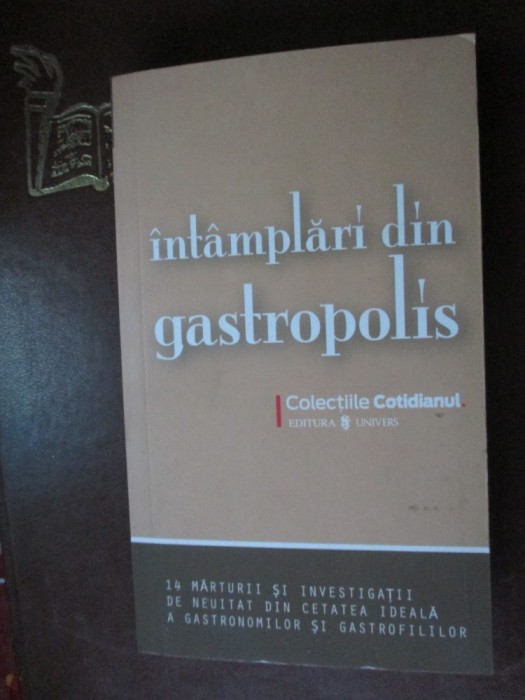 întâmplări din
gastropolis
Colecțiile Cotidianul.
EDITURA UNIVERS
14 MĂRTURII ȘI INVESTIGAȚII
DE NEUITAT DIN CETATEA IDEALĂ
A GASTRONOMILOR ȘI GASTROFILILOR